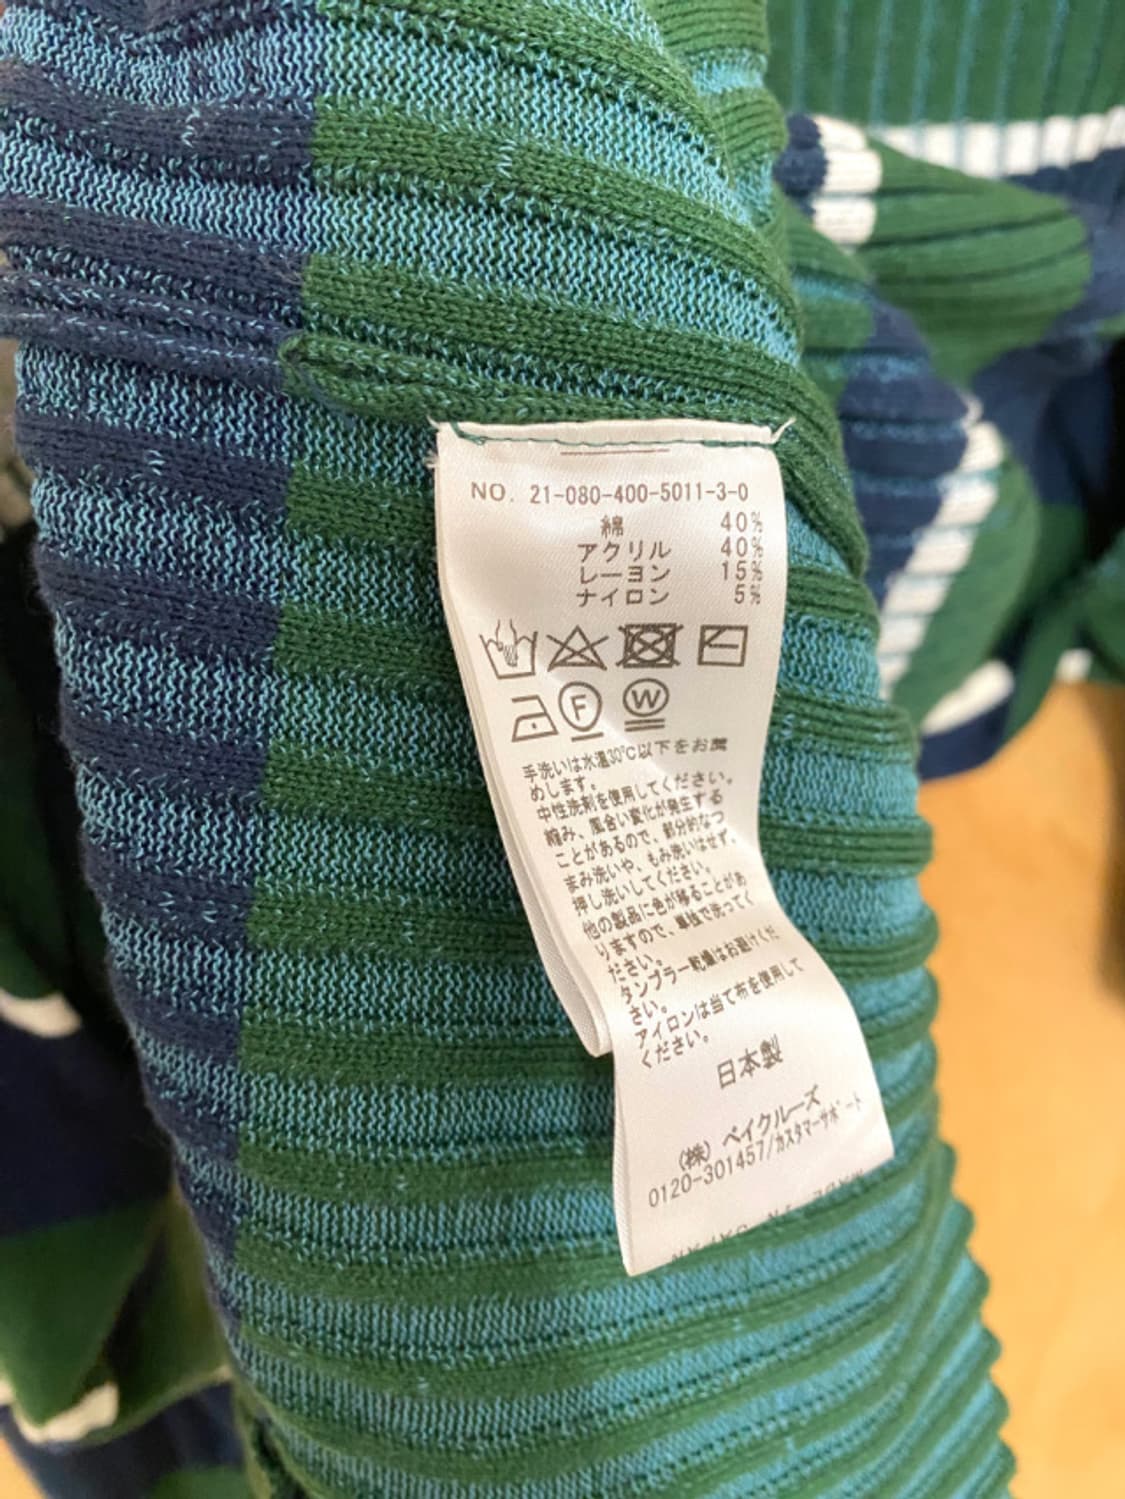 NO. 21-080-400-5011-3-0
綿 40%
アクリル 40%
レーヨン 15%
ナイロン 5%
F
W
手洗いは水温30℃以下をお薦
めします。
中性洗剤を使用してください。
縮み、風合い変化が発生する
ことがあるので、部分的なつ
まみ洗いや、もみ洗いはせず、
押し洗いしてください。
他の製品に色が移ることがあ
りますので、単独で洗ってく
ださい。
タンブラー乾燥はお避けくだ
さい。
アイロンは当て布を使用して
ください。
日本製
(株) ベイクルーズ
0120-301457/カスタマーサポート